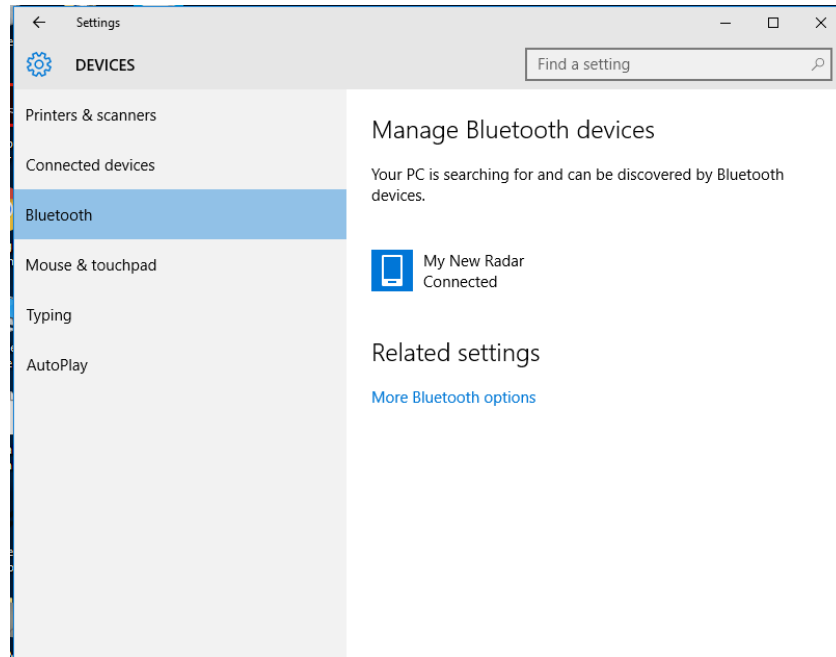 Settings
DEVICES
Find a setting
Printers & scanners
Connected devices
Bluetooth
Mouse & touchpad
Typing
AutoPlay
Manage Bluetooth devices
Your PC is searching for and can be discovered by Bluetooth
devices.
My New Radar
Connected
Related settings
More Bluetooth options